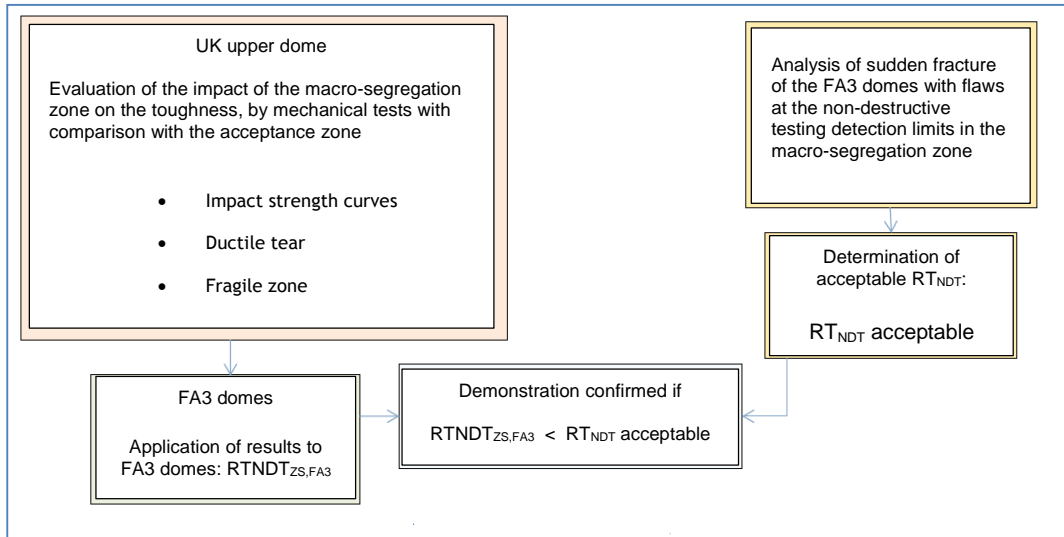 UK upper dome
Evaluation of the impact of the macro-segregation
zone on the toughness, by mechanical tests with
comparison with the acceptance zone
• Impact strength curves
• Ductile tear
• Fragile zone
Analysis of sudden fracture
of the FA3 domes with flaws
at the non-destructive
testing detection limits in the
macro-segregation zone
Determination of
acceptable RTNDT:
RTNDT acceptable
FA3 domes
Application of results to
FA3 domes: RTNDTZS,FA3
Demonstration confirmed if
RTNDTZS,FA3 < RTNDT acceptable